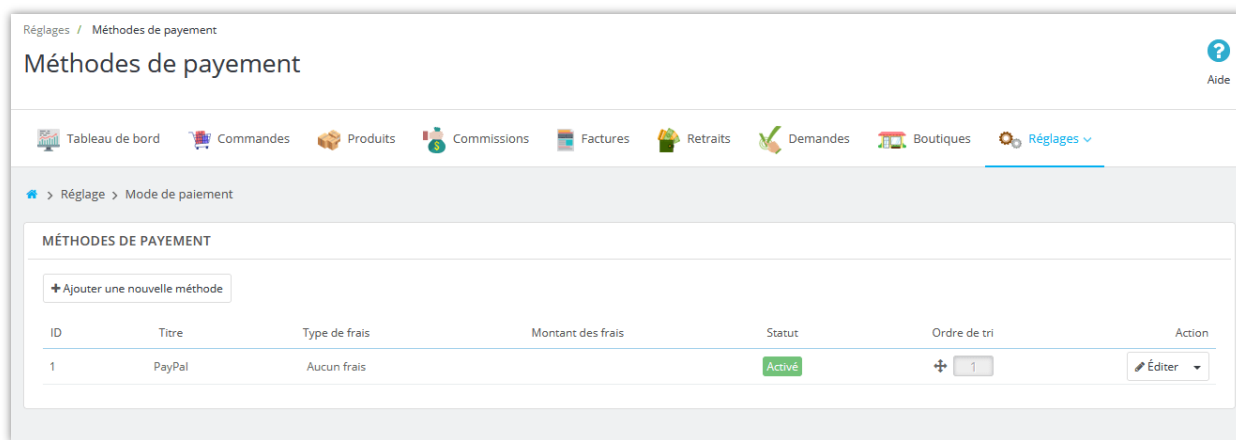 Réglages / Méthodes de payement
Méthodes de payement
Aide
Tableau de bord Commandes Produits Commissions Factures Retraits Demandes Boutiques Réglages
> Réglage > Mode de paiement
MÉTHODES DE PAYEMENT
+ Ajouter une nouvelle méthode
ID Titre Type de frais Montant des frais Statut Ordre de tri Action
1 PayPal Aucun frais Activé 1 Éditer